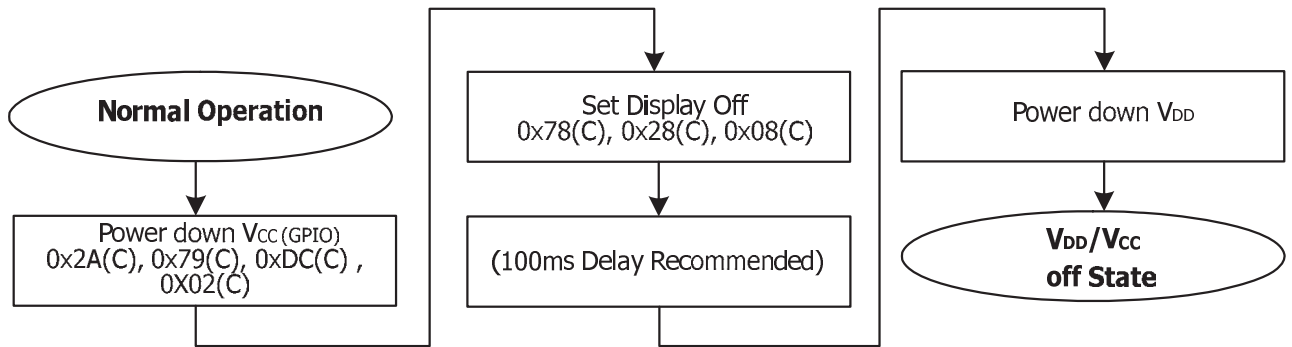 Normal Operation
Power down VCC (GPIO)
0x2A(C), 0x79(C), 0xDC(C) ,
0X02(C)
Set Display Off
0x78(C), 0x28(C), 0x08(C)
(100ms Delay Recommended)
Power down VDD
VDD/VCC
off State